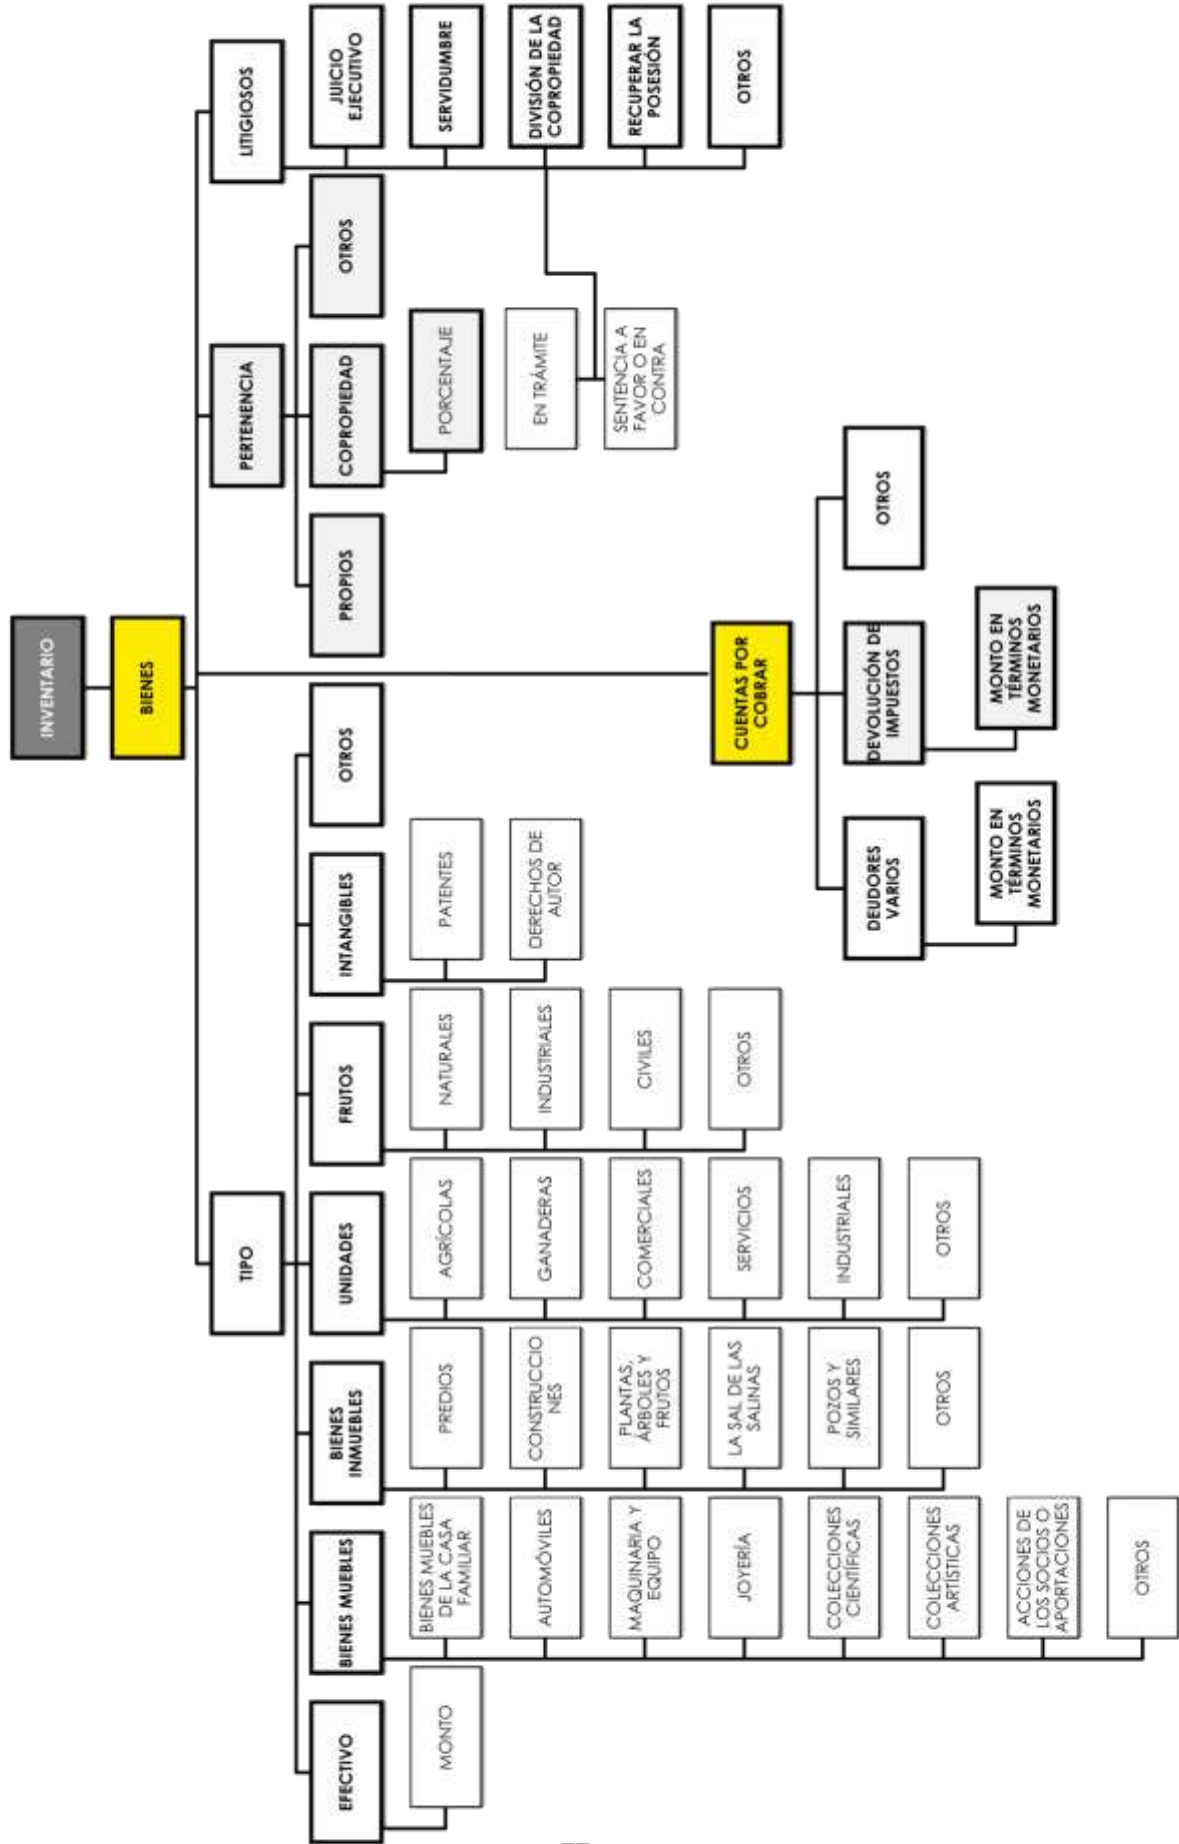 INVENTARIO
BIENES
TIPO
PERTENENCIA
LITIGIOSOS
EFECTIVO
MONTO
BIENES MUEBLES
BIENES MUEBLES
DE LA CASA
FAMILIAR
AUTOMÓVILES
MAQUINARIA Y
EQUIPO
JOYERÍA
COLECCIONES
CIENTÍFICAS
COLECCIONES
ARTÍSTICAS
ACCIONES DE
LOS SOCIOS O
APORTACIONES
OTROS
BIENES
INMUEBLES
PREDIOS
CONSTRUCCIO
NES
PLANTAS,
ÁRBOLES Y
FRUTOS
LA SAL DE LAS
SALINAS
POZOS Y
SIMILARES
OTROS
UNIDADES
AGRÍCOLAS
GANADERAS
COMERCIALES
SERVICIOS
INDUSTRIALES
OTROS
FRUTOS
NATURALES
INDUSTRIALES
CIVILES
OTROS
INTANGIBLES
PATENTES
DERECHOS DE
AUTOR
OTROS
PROPIOS
COPROPIEDAD
PORCENTAJE
OTROS
JUICIO
EJECUTIVO
SERVIDUMBRE
DIVISIÓN DE LA
COPROPIEDAD
EN TRÁMITE
SENTENCIA A
FAVOR O EN
CONTRA
RECUPERAR LA
POSESIÓN
OTROS
CUENTAS POR
COBRAR
DEUDORES
VARIOS
MONTO EN
TÉRMINOS
MONETARIOS
DEVOLUCIÓN DE
IMPUESTOS
MONTO EN
TÉRMINOS
MONETARIOS
OTROS